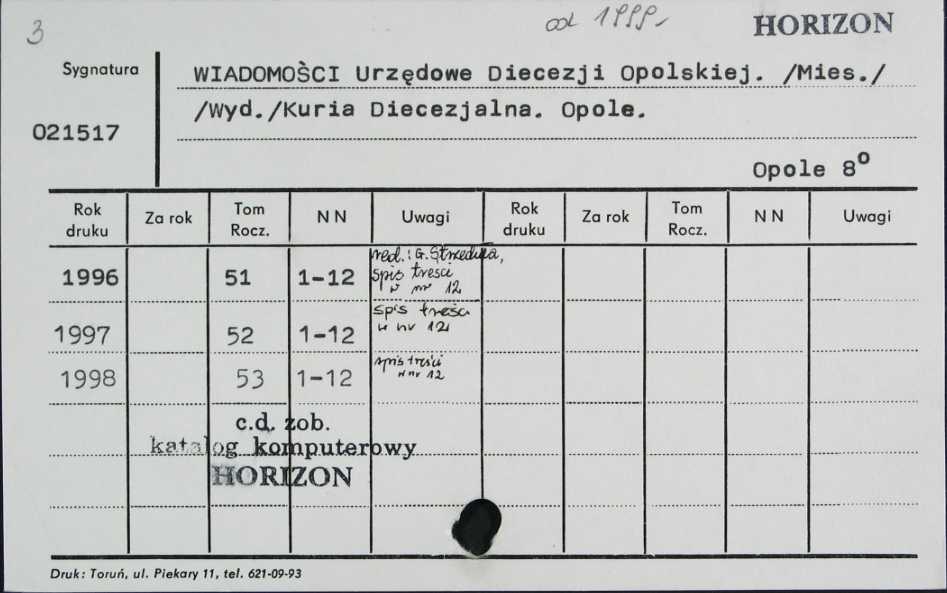 3
od 1999-
HORIZON
Sygnatura
021517
WIADOMOŚCI Urzędowe Diecezji Opolskiej. /Mies./
/Wyd./Kuria Diecezjalna. Opole.
Opole 8°
Rok druku Za rok Tom Rocz. N N Uwagi Rok druku Za rok Tom Rocz. N N Uwagi
1996 51 1-12 red.: G. Strzedula, spis treści w nr 12
1997 52 1-12 spis treści w nr 12
1998 53 1-12 spis treści w nr 12
c.d. zob.
katalog komputerowy
HORIZON
Druk: Toruń, ul. Piekary 11, tel. 621-09-93